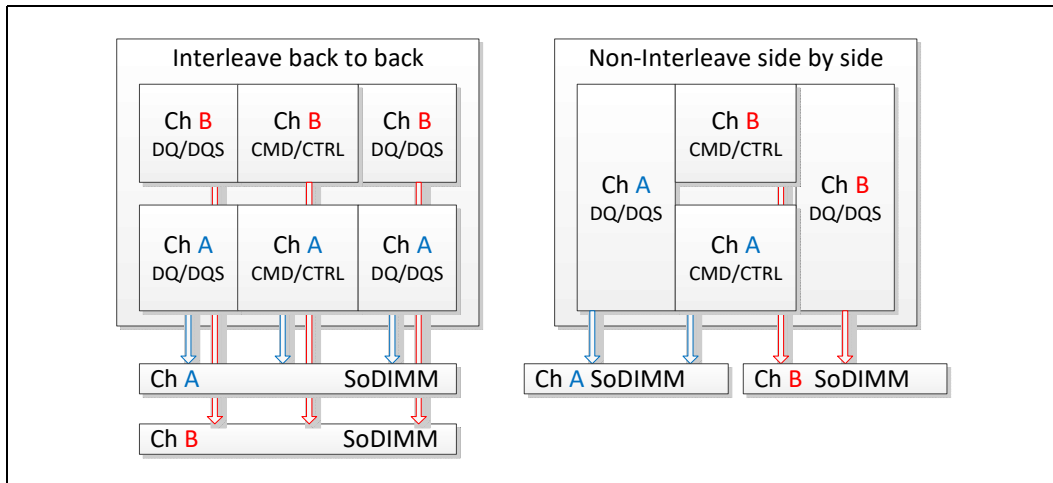 Interleave back to back
Ch B
DQ/DQS
Ch B
CMD/CTRL
Ch B
DQ/DQS
Ch A
DQ/DQS
Ch A
CMD/CTRL
Ch A
DQ/DQS
Ch A SoDIMM
Ch B SoDIMM
Non-Interleave side by side
Ch A
DQ/DQS
Ch B
CMD/CTRL
Ch A
CMD/CTRL
Ch B
DQ/DQS
Ch A SoDIMM
Ch B SoDIMM